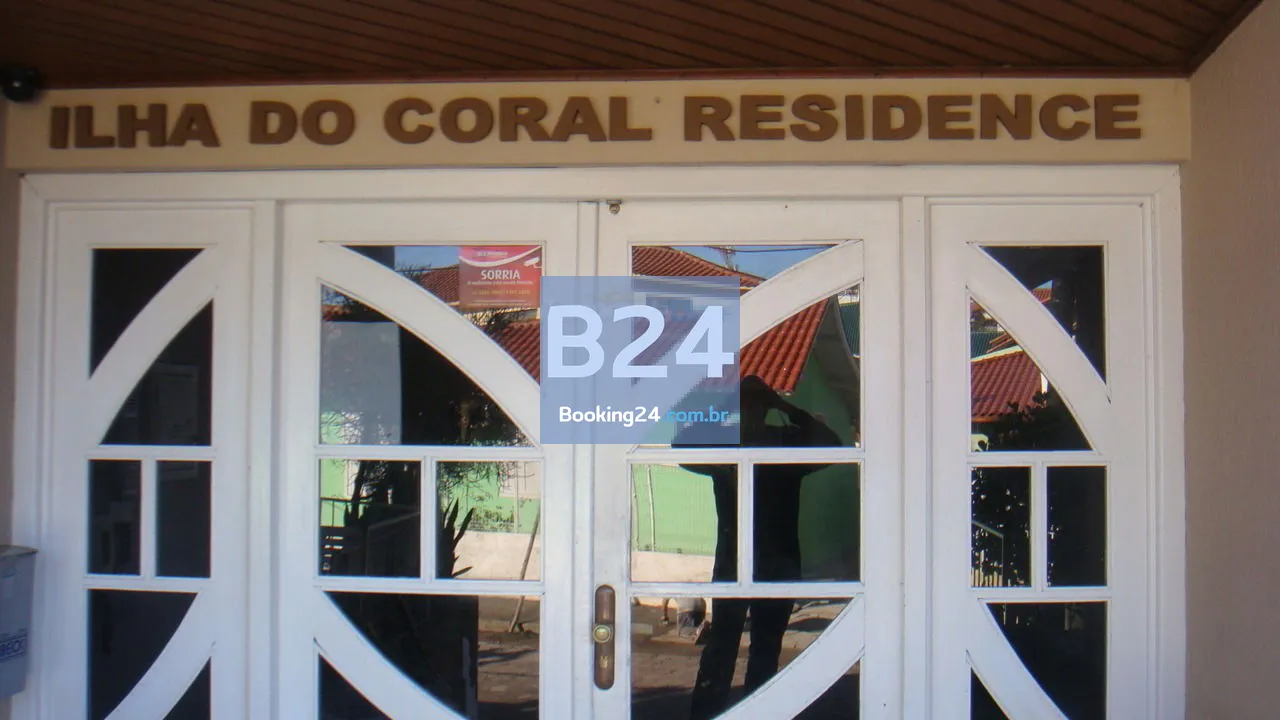 ILHA DO CORAL RESIDENCE
SORRIA
B24
Booking24.com.br